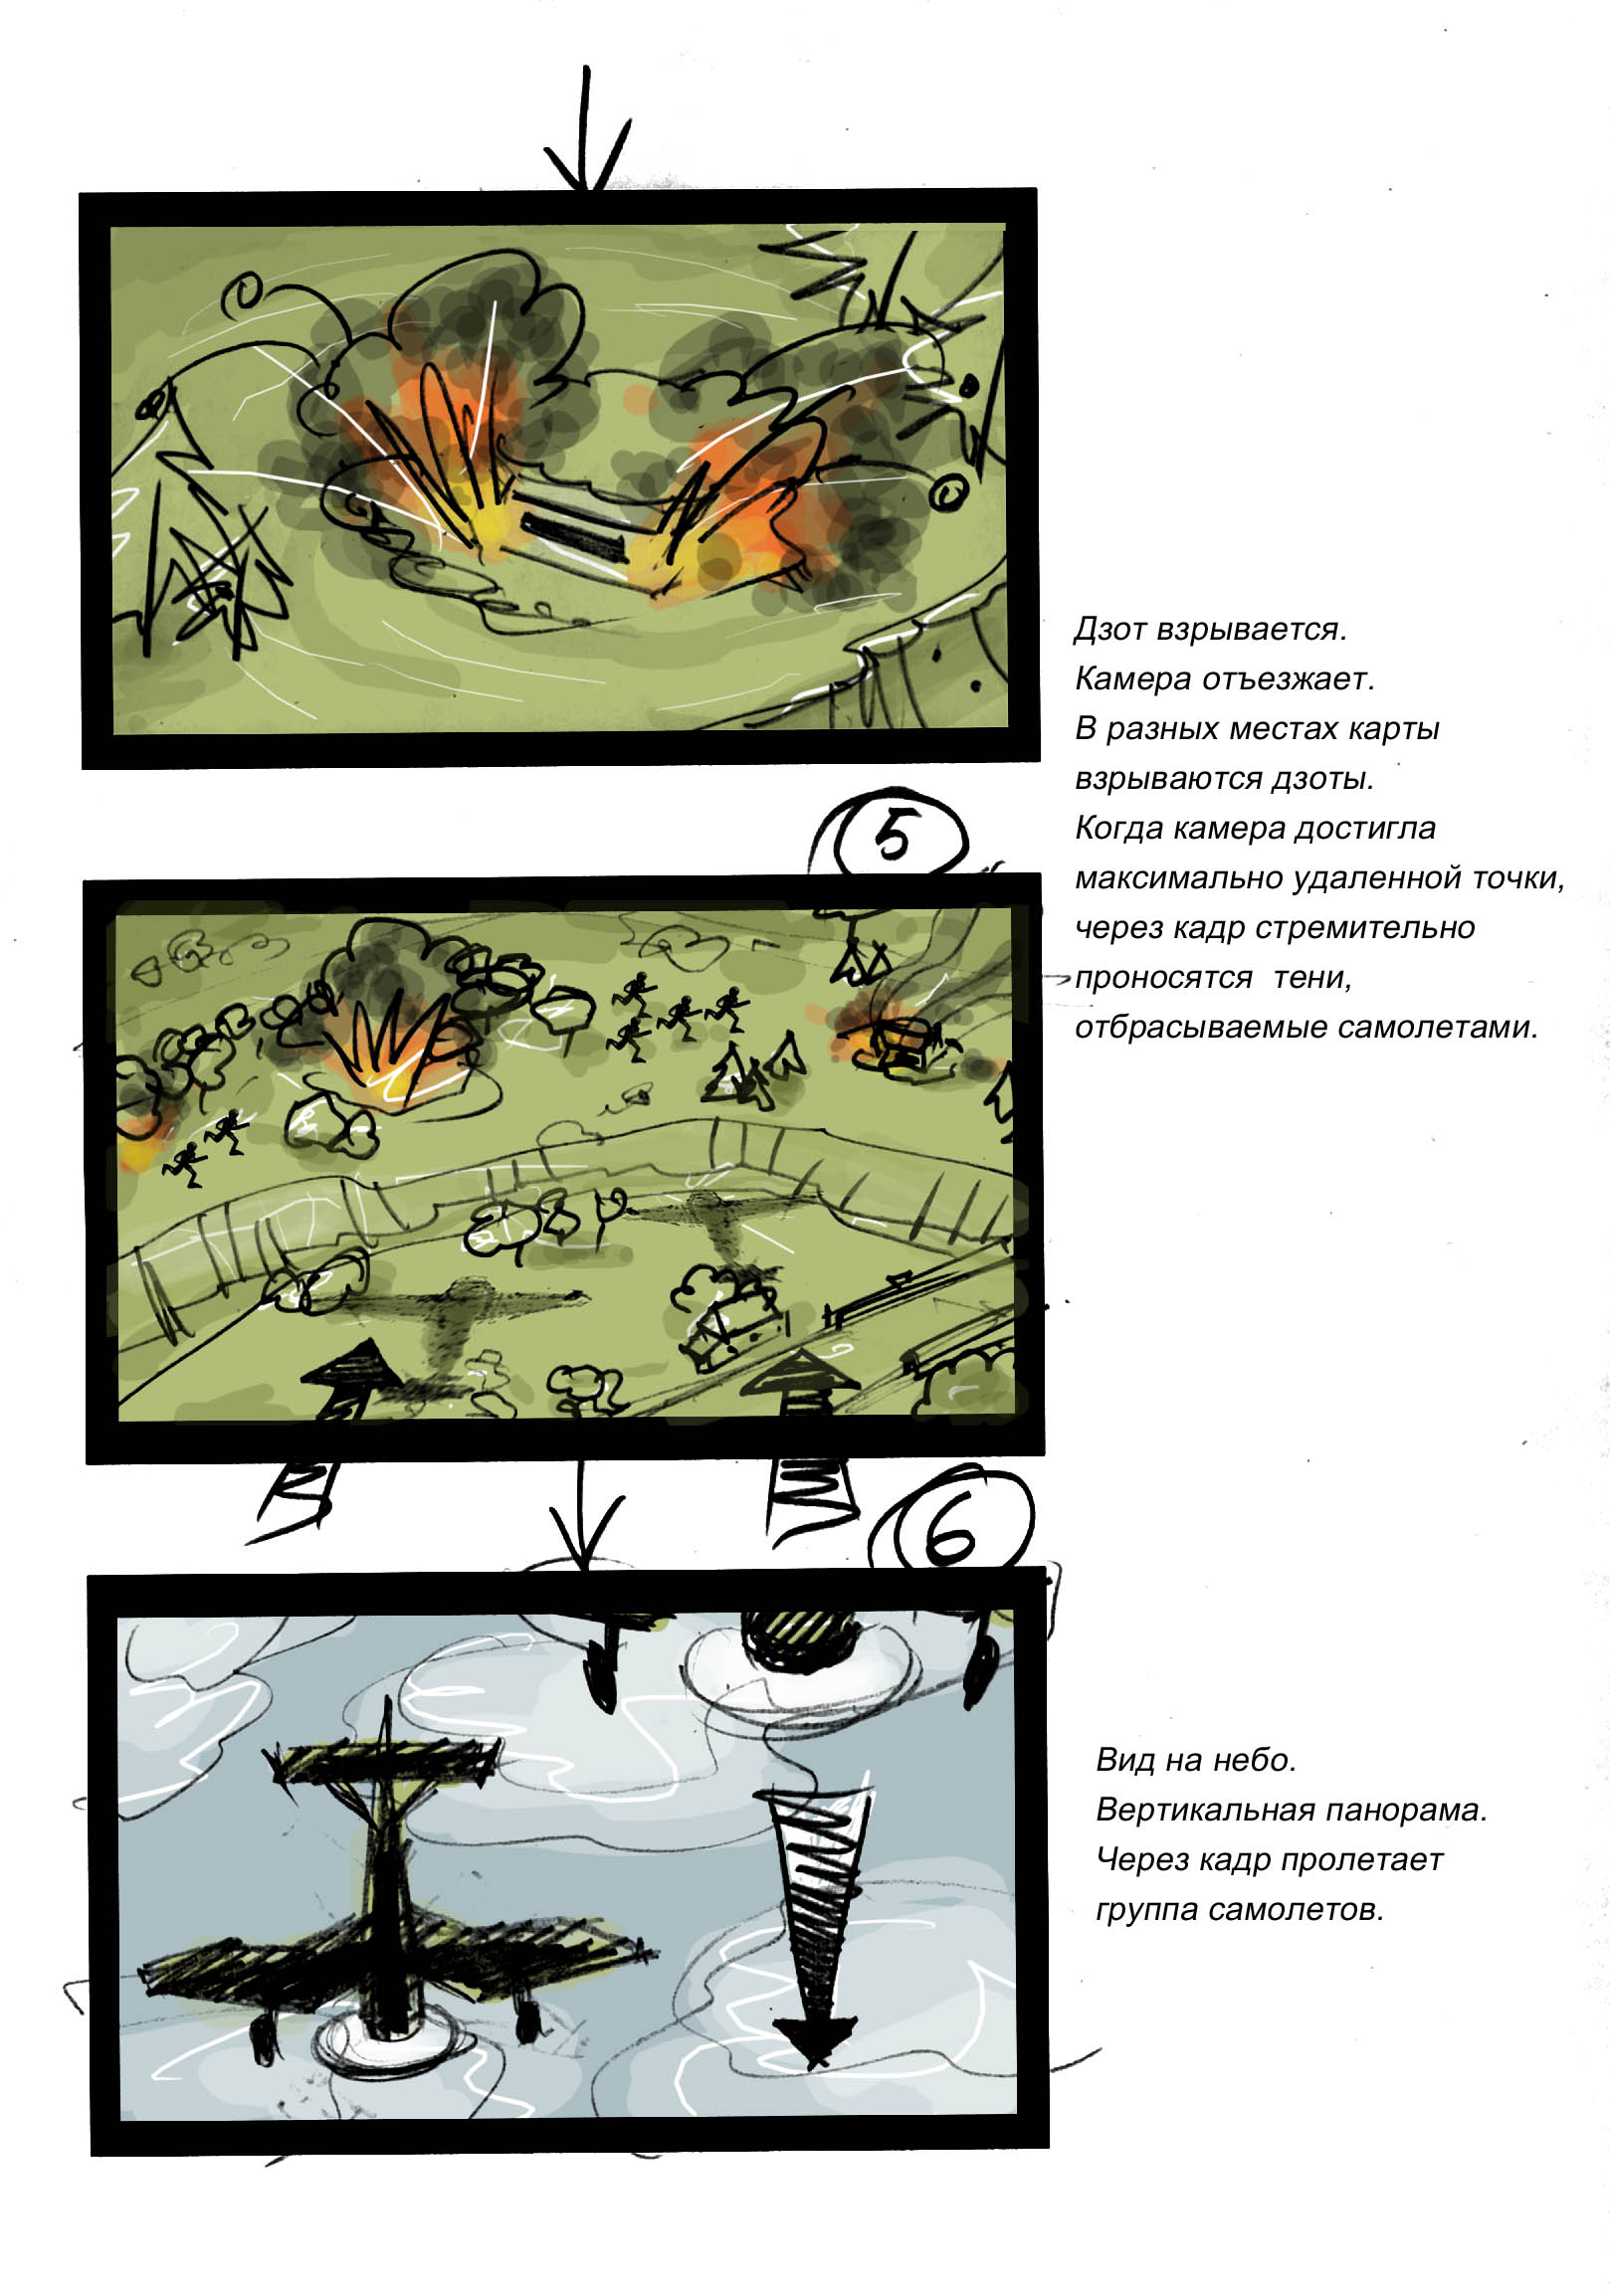 Дзот взрывается.
Камера отъезжает.
В разных местах карты
взрываются дзоты.
Когда камера достигла
максимально удаленной точки,
через кадр стремительно
проносятся тени,
отбрасываемые самолетами.
5
6
Вид на небо.
Вертикальная панорама.
Через кадр пролетает
группа самолетов.